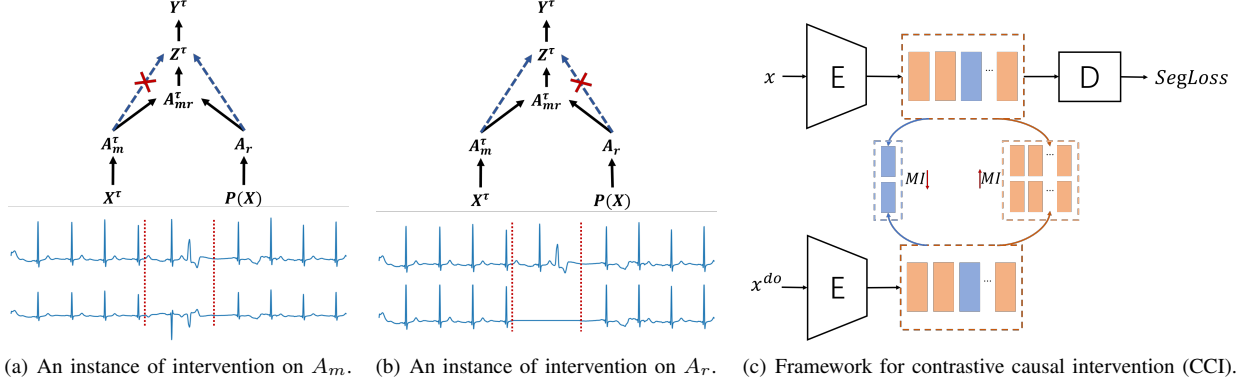 Y^τ
Z^τ
A^τ_mr
A^τ_m A_r
X^τ P(X)
(a) An instance of intervention on A_m.
Y^τ
Z^τ
A^τ_mr
A^τ_m A_r
X^τ P(X)
(b) An instance of intervention on A_r.
x E ... D SegLoss
MI↓ ↑MI ... ...
x^do E ...
(c) Framework for contrastive causal intervention (CCI).